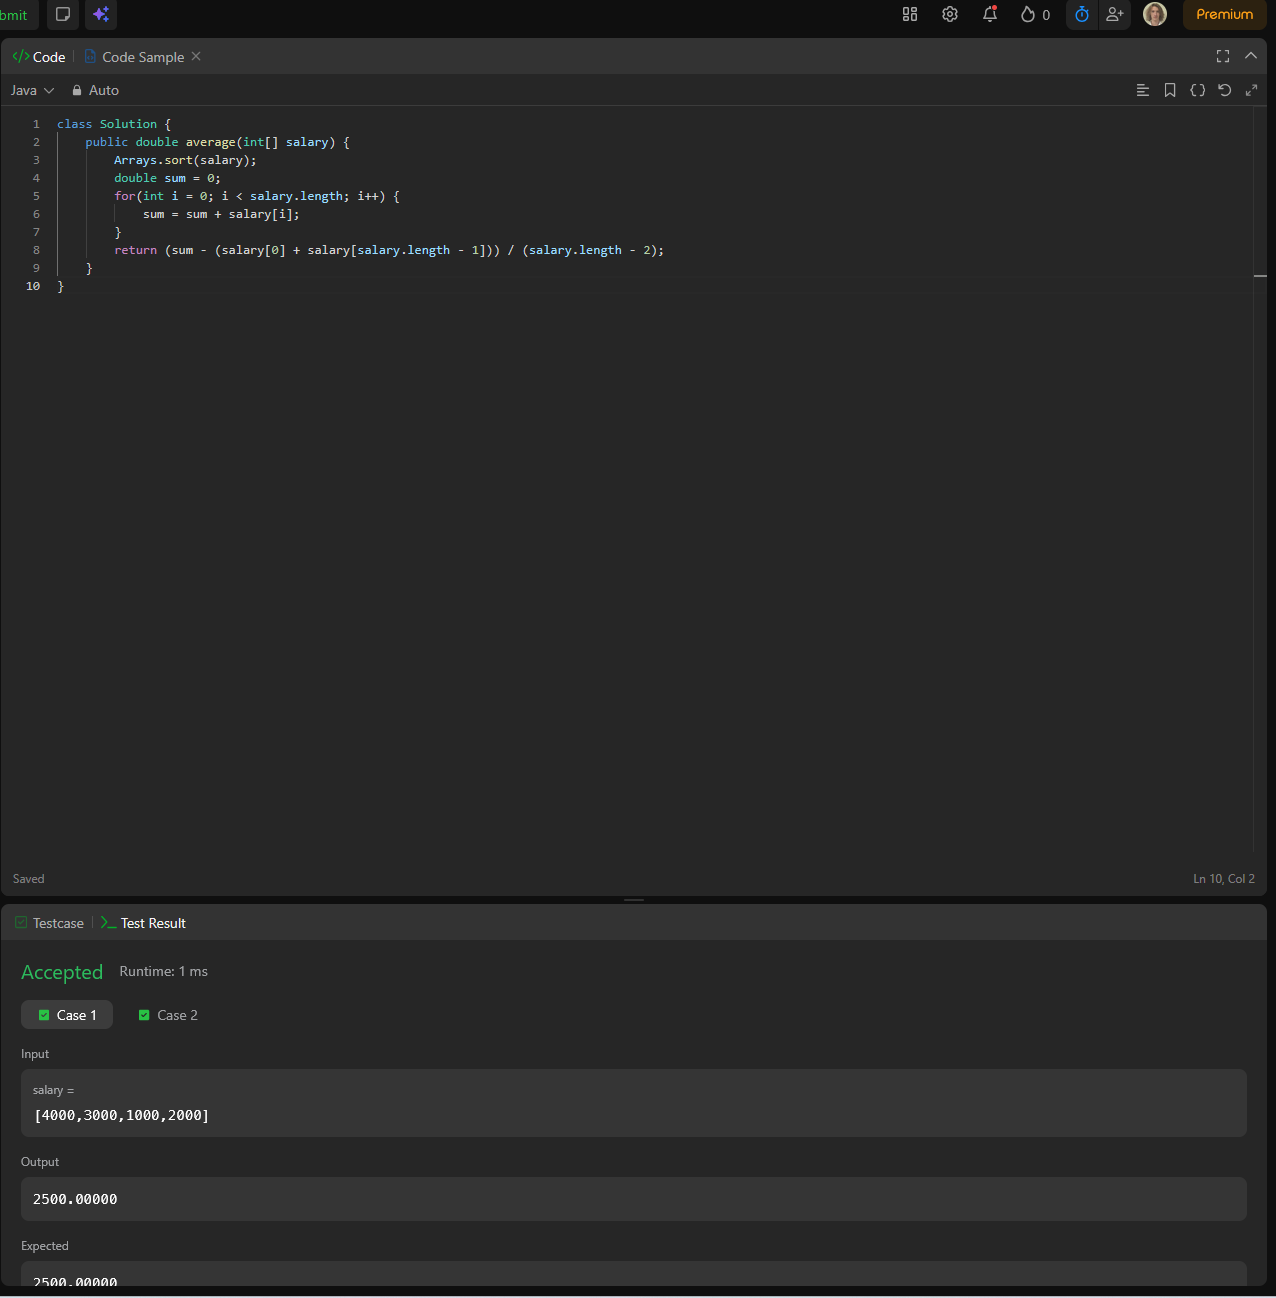 bmit
0
Premium
</> Code
Code Sample
Java
Auto
1 class Solution {
2 public double average(int[] salary) {
3 Arrays.sort(salary);
4 double sum = 0;
5 for(int i = 0; i < salary.length; i++) {
6 sum = sum + salary[i];
7 }
8 return (sum - (salary[0] + salary[salary.length - 1])) / (salary.length - 2);
9 }
10 }
Saved
Ln 10, Col 2
Testcase
Test Result
Accepted Runtime: 1 ms
Case 1
Case 2
Input
salary =
[4000,3000,1000,2000]
Output
2500.00000
Expected
2500.00000